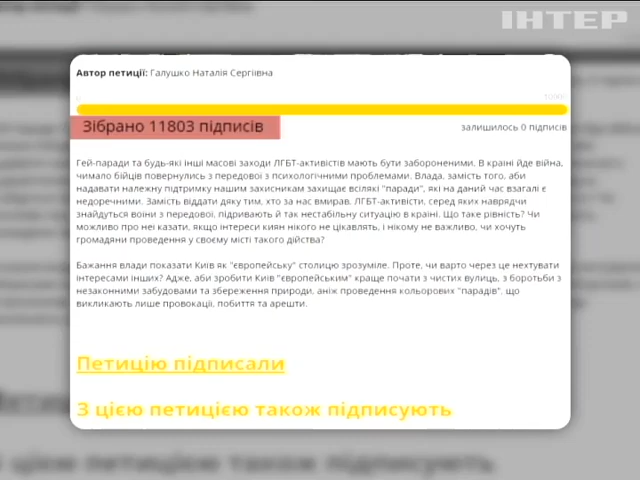 ІНТЕР
Автор петиції: Галушко Наталія Сергіївна
Зібрано 11803 підписів
залишилось 0 підписів
Гей-паради та будь-які інші масові заходи ЛГБТ-активістів мають бути забороненими. В країні йде війна,
чимало бійців повернулись з передової з психологічними проблемами. Влада, замість того, аби
надавати належну підтримку нашим захисникам захищає всілякі "паради", які на даний час взагалі є
недоречними. Замість віддати дяку тим, хто за нас вмирав, ЛГБТ-активісти, серед яких навряд чи
знайдуться воїни з передової, підривають й так нестабільну ситуацію в країні. Що таке рівність? Чи
можливо про неї казати, якщо інтереси киян нікого не цікавлять, і нікому не важливо, чи хочуть
громадяни проведення у своєму місті такого дійства?
Бажання влади показати Київ як "європейську" столицю зрозуміле. Проте, чи варто через це нехтувати
інтересами інших? Адже, аби зробити Київ "європейським" краще почати з чистих вулиць, з боротьби з
незаконними забудовами та збереження природи, аніж проведення кольорових "парадів", що
викликають лише провокації, побиття та арешти.
Петицію підписали
З цією петицією також підписують
цією петицією також підписують